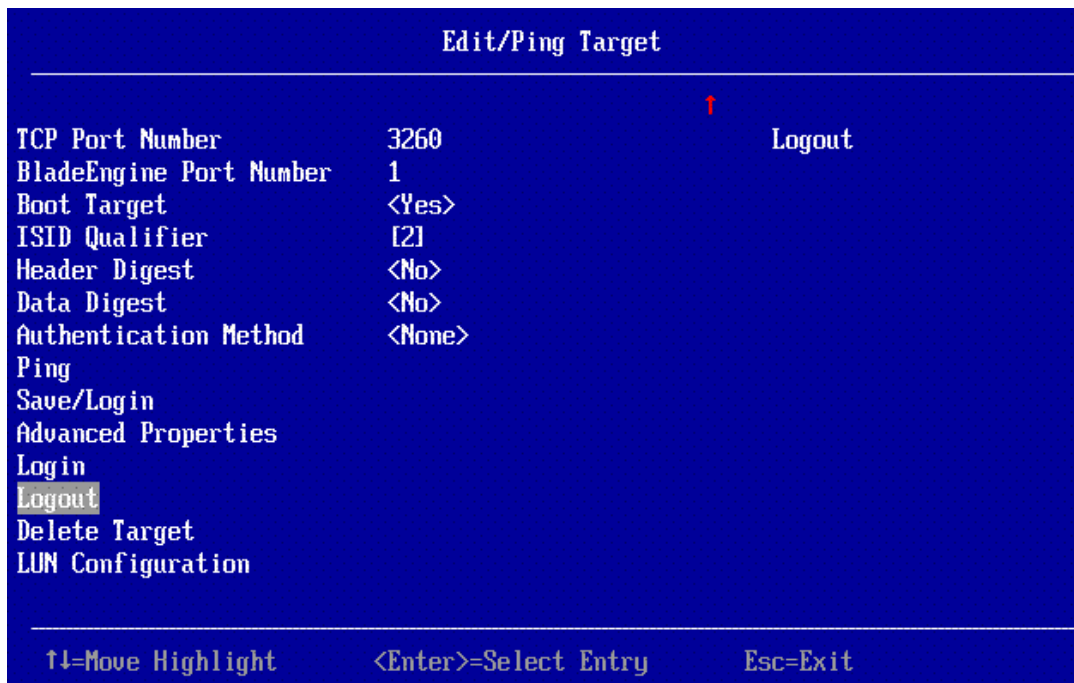 Edit/Ping Target
↑
TCP Port Number 3260 Logout
BladeEngine Port Number 1
Boot Target <Yes>
ISID Qualifier [2]
Header Digest <No>
Data Digest <No>
Authentication Method <None>
Ping
Save/Login
Advanced Properties
Login
Logout
Delete Target
LUN Configuration
↑↓=Move Highlight <Enter>=Select Entry Esc=Exit